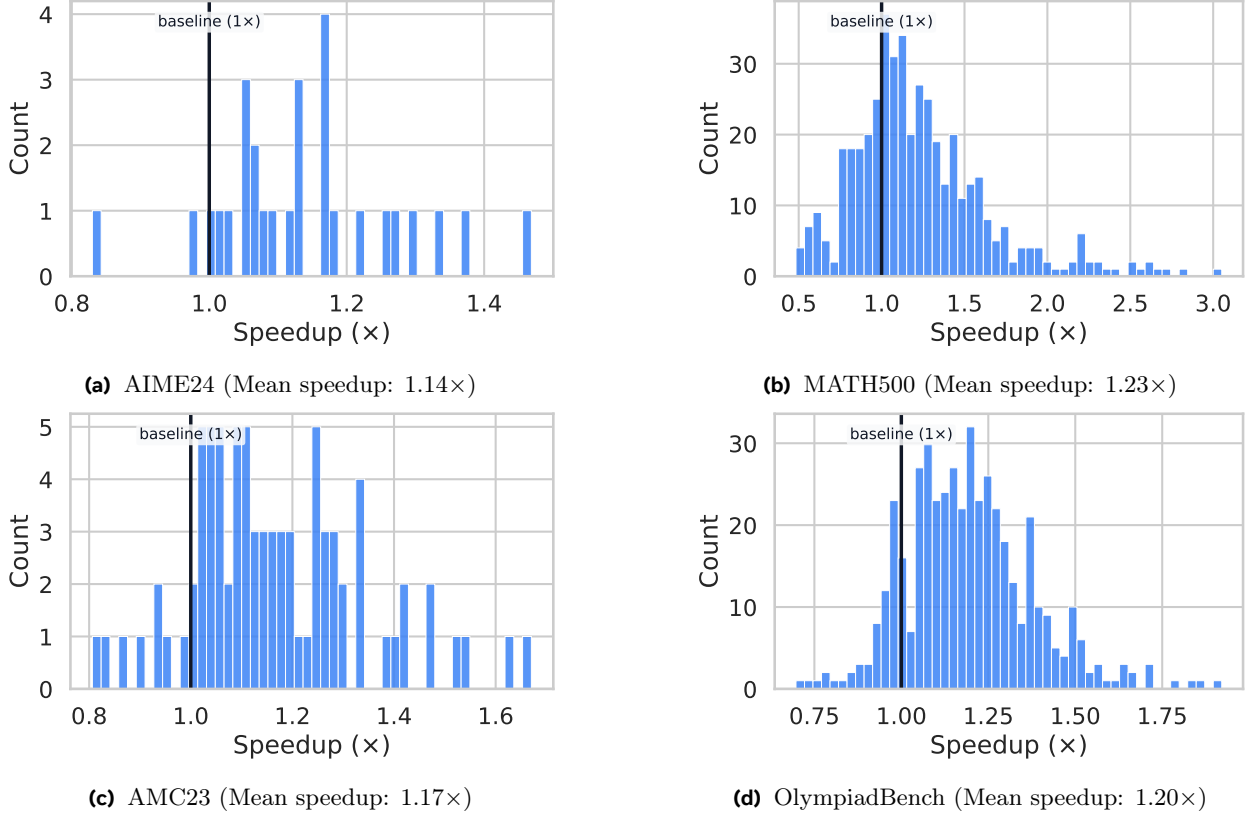 baseline (1×)
Count
4
3
2
1
0
0.8 1.0 1.2 1.4
Speedup (×)
(a) AIME24 (Mean speedup: 1.14×)
baseline (1×)
Count
30
20
10
0
0.5 1.0 1.5 2.0 2.5 3.0
Speedup (×)
(b) MATH500 (Mean speedup: 1.23×)
baseline (1×)
Count
5
4
3
2
1
0
0.8 1.0 1.2 1.4 1.6
Speedup (×)
(c) AMC23 (Mean speedup: 1.17×)
baseline (1×)
Count
30
20
10
0
0.75 1.00 1.25 1.50 1.75
Speedup (×)
(d) OlympiadBench (Mean speedup: 1.20×)